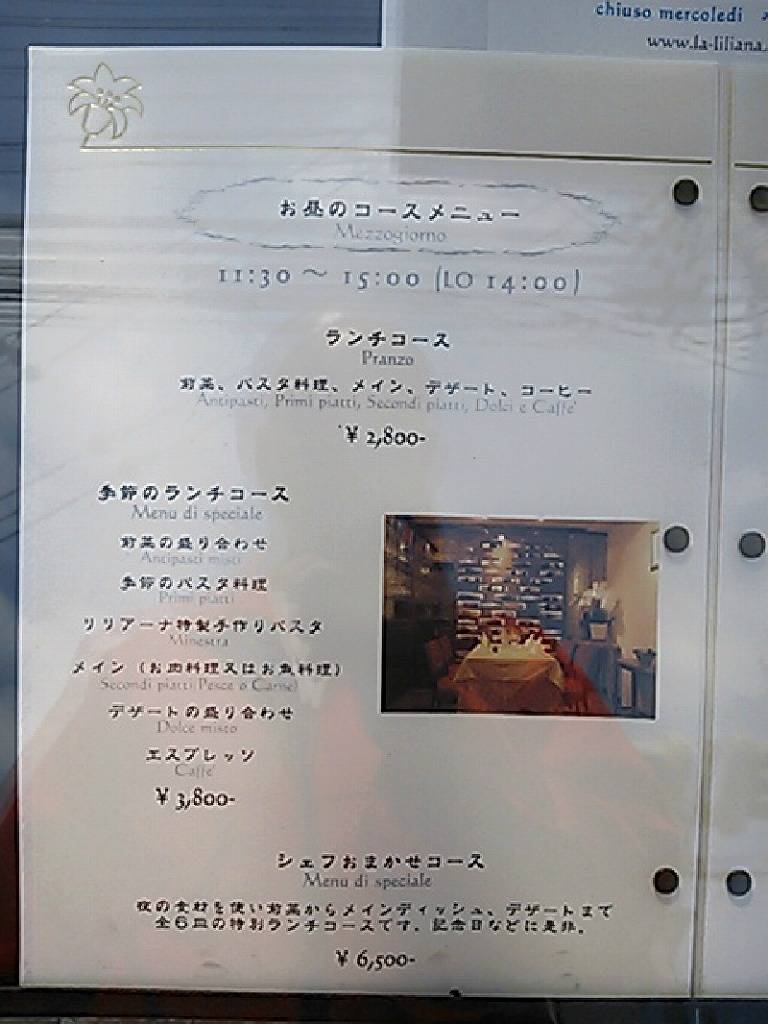 chiuso mercoledi
www.la-liliana.
お昼のコースメニュー
Mezzogiorno
11:30 〜 15:00 (LO 14:00)
ランチコース
Pranzo
前菜、パスタ料理、メイン、デザート、コーヒー
Antipasti, Primi piatti, Secondi piatti, Dolci e Caffe'
¥ 2,800-
季節のランチコース
Menu di speciale
前菜の盛り合わせ
Antipasti misti
季節のパスタ料理
Primi piatti
リリアーナ特製手作りパスタ
Minestra
メイン (お肉料理又はお魚料理)
Secondi piatti(Pesce o Carne)
デザートの盛り合わせ
Dolce misto
エスプレッソ
Caffe'
¥ 3,800-
シェフおまかせコース
Menu di speciale
夜の食材を使い前菜からメインディッシュ、デザートまで
全6皿の特別ランチコースです。記念日などに是非。
¥ 6,500-